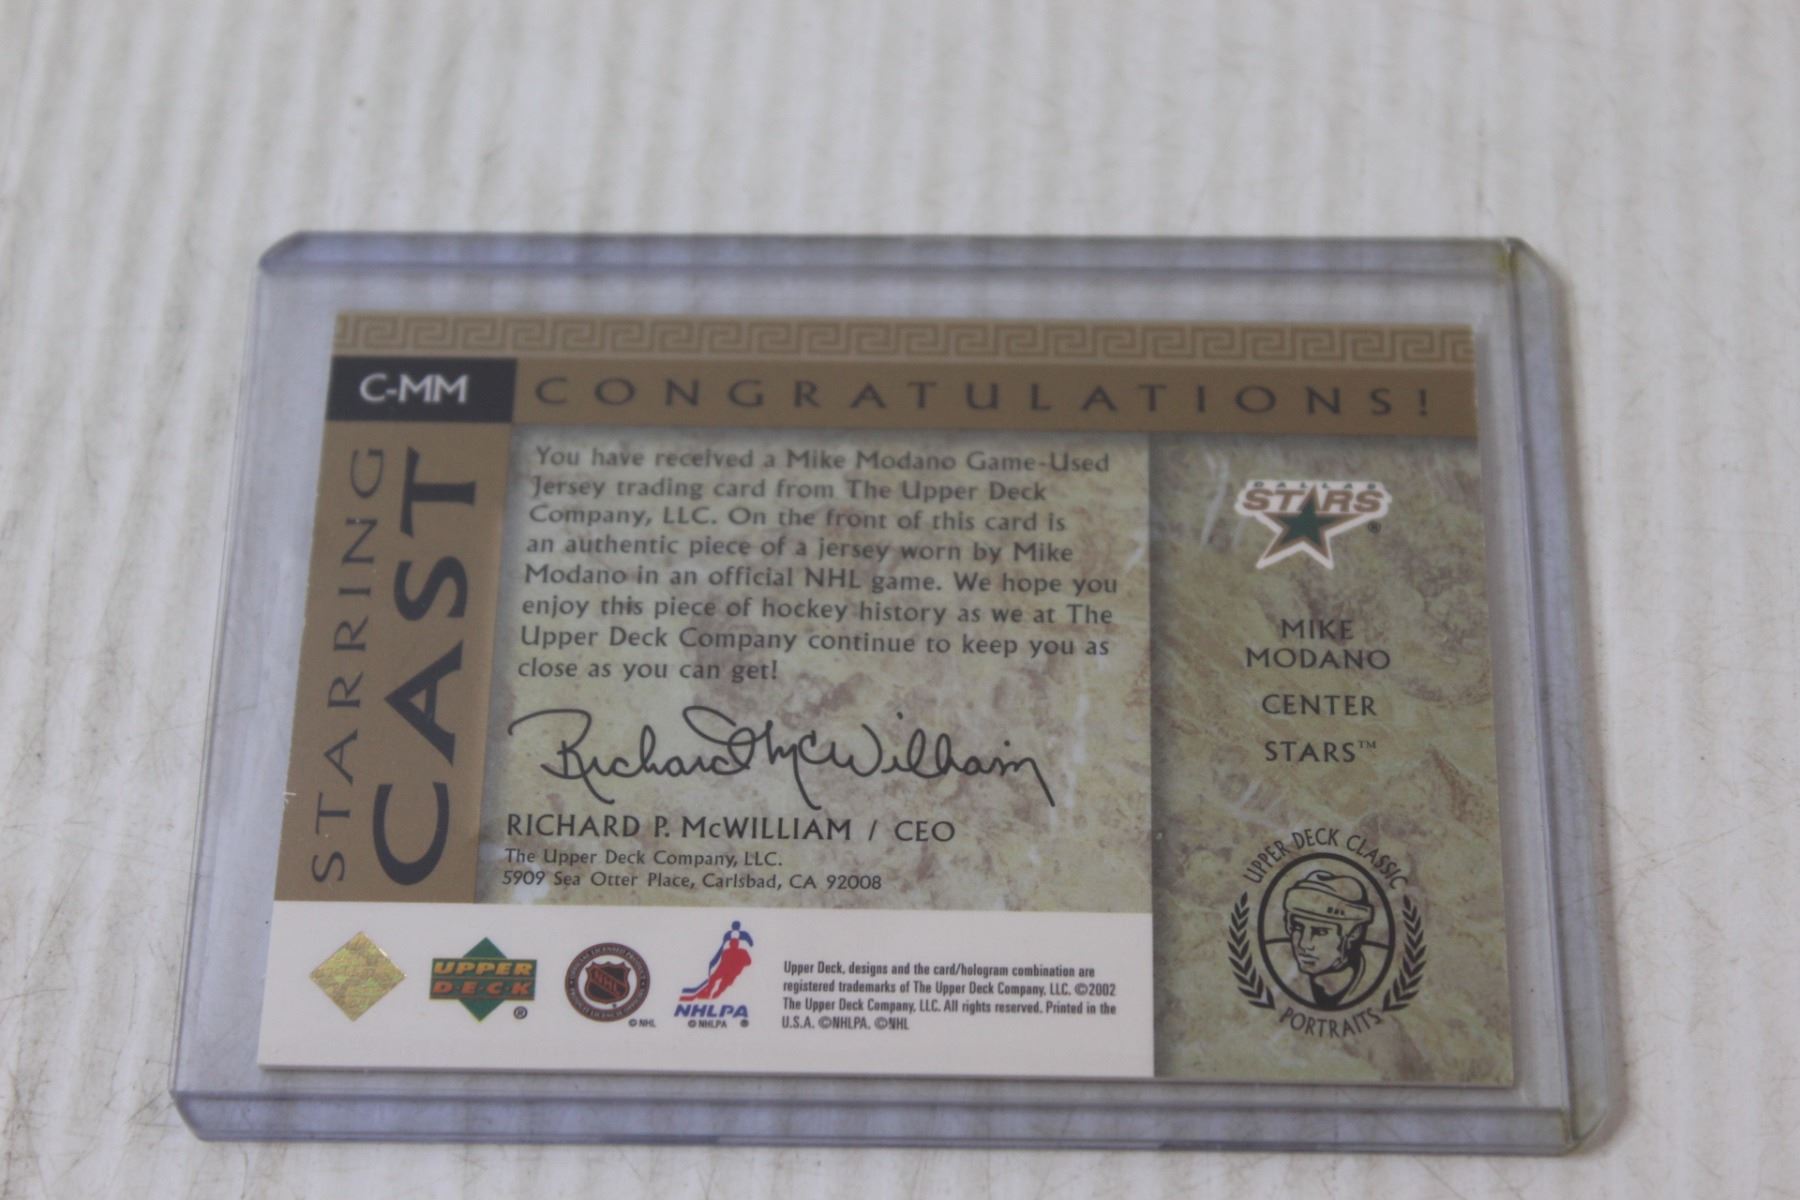 C-MM
CONGRATULATIONS!
STARRING
CAST
You have received a Mike Modano Game-Used
Jersey trading card from The Upper Deck
Company, LLC. On the front of this card is
an authentic piece of a jersey worn by Mike
Modano in an official NHL game. We hope you
enjoy this piece of hockey history as we at The
Upper Deck Company continue to keep you as
close as you can get!
Richard McWilliam
RICHARD P. McWILLIAM / CEO
The Upper Deck Company, LLC.
5909 Sea Otter Place, Carlsbad, CA 92008
DALLAS
STARS®
MIKE
MODANO
CENTER
STARS™
UPPER DECK CLASSIC
PORTRAITS
UPPER
DECK®
NHL
©NHL
NHLPA
©NHLPA ®
Upper Deck, designs and the card/hologram combination are
registered trademarks of The Upper Deck Company, LLC. ©2002
The Upper Deck Company, LLC. All rights reserved. Printed in the
U.S.A. ©NHLPA. ©NHL